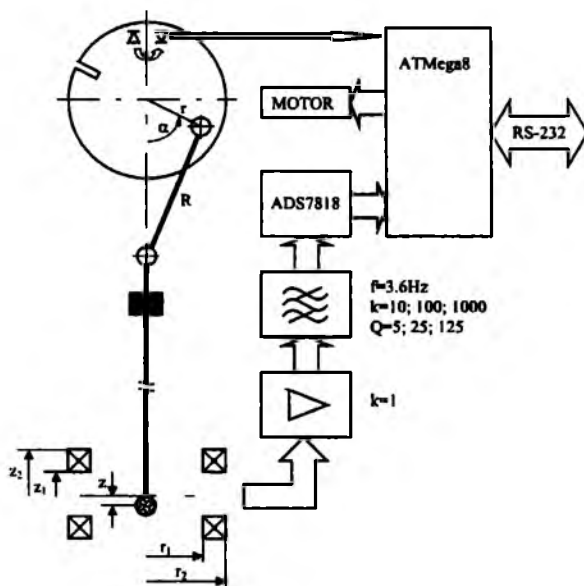 ATMega8
r
MOTOR
α
RS-232
R
ADS7818
f=3.6Hz
k=10; 100; 1000
Q=5; 25; 125
k=1
z₂
z₁
z
r₁
r₂